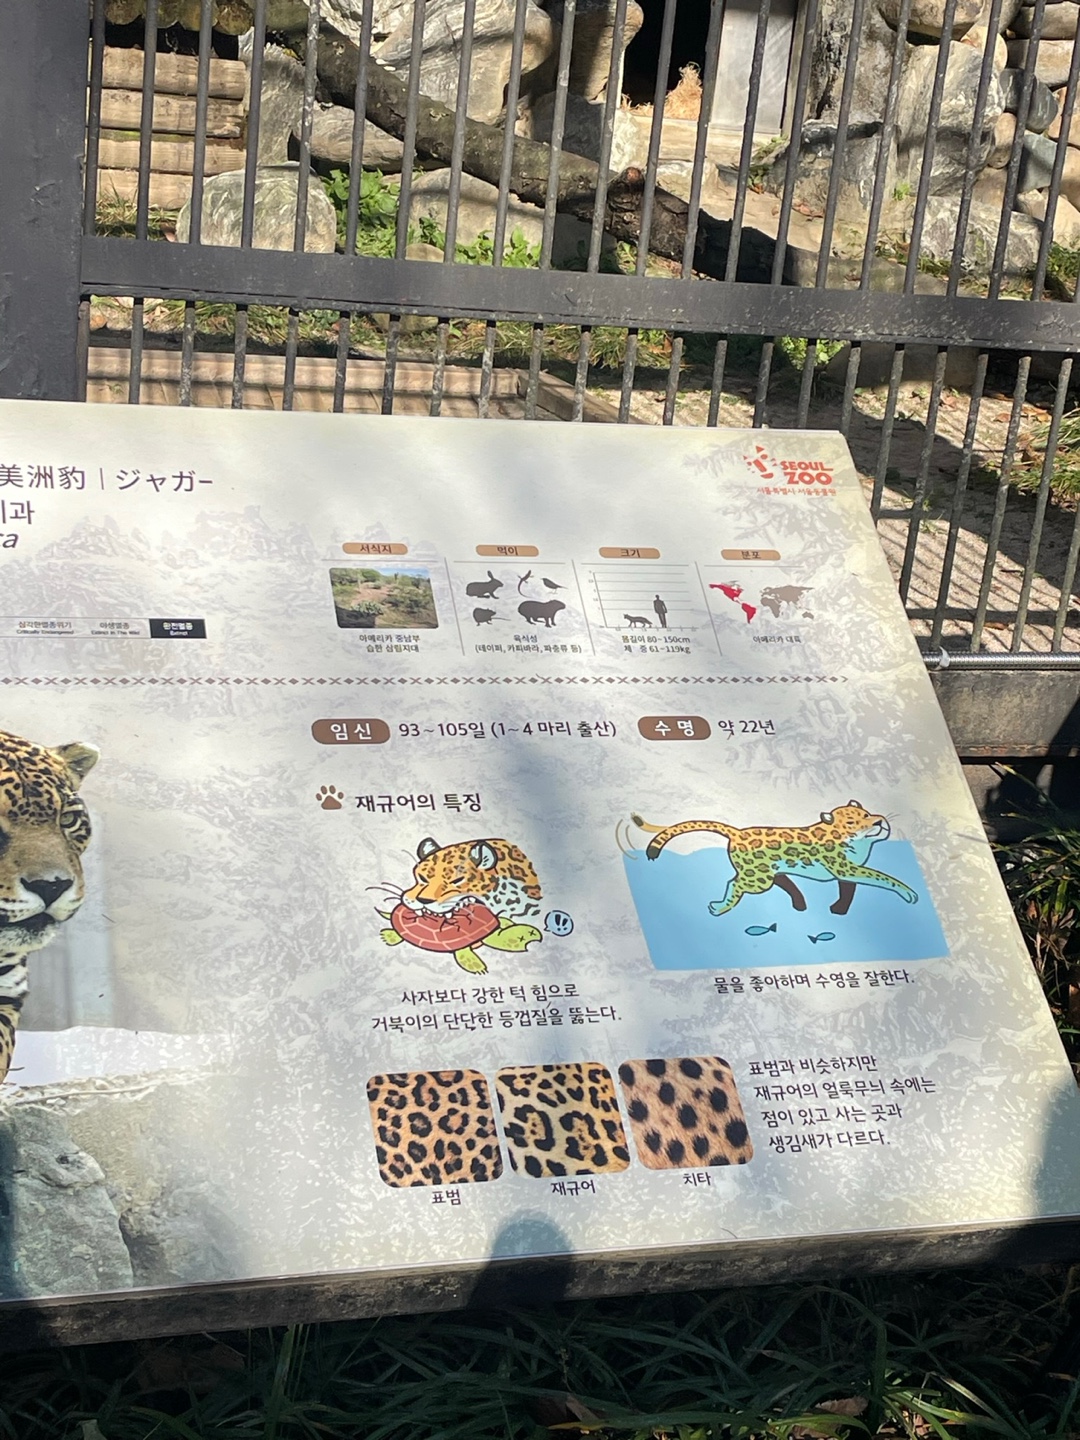 美洲豹 | ジャガー
SEOUL ZOO
서울특별시 서울동물원
심각한멸종위기
Critically Endangered
야생멸종
Extinct In The Wild
완전멸종
Extinct
서식지
아메리카 중남부
습한 삼림지대
먹이
육식성
(테이퍼, 카피바라, 파충류 등)
크기
몸길이 80~150cm
체 중 61~119kg
분포
아메리카 대륙
임신 93~105일 (1~4 마리 출산)
수명 약 22년
재규어의 특징
사자보다 강한 턱 힘으로
거북이의 단단한 등껍질을 뚫는다.
물을 좋아하며 수영을 잘한다.
표범
재규어
치타
표범과 비슷하지만
재규어의 얼룩무늬 속에는
점이 있고 사는 곳과
생김새가 다르다.